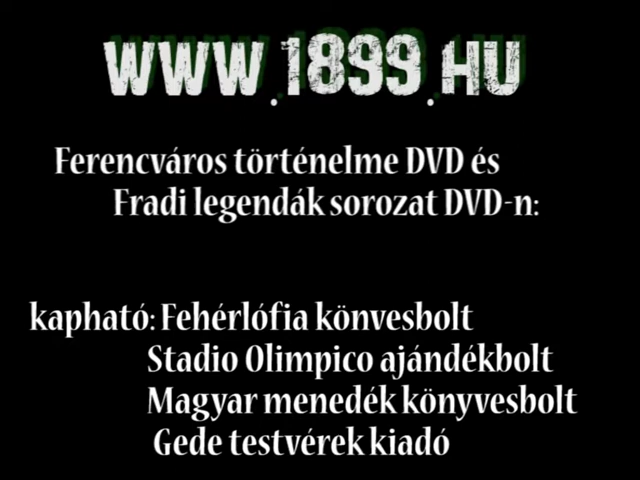 WWW.1899.HU
Ferencváros történelme DVD és
Fradi legendák sorozat DVD-n:
kapható: Fehérlófia könvesbolt
Stadio Olimpico ajándékbolt
Magyar menedék könyvesbolt
Gede testvérek kiadó